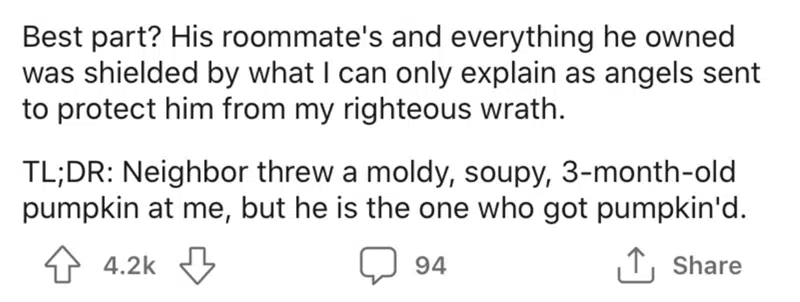 Best part? His roommate's and everything he owned
was shielded by what I can only explain as angels sent
to protect him from my righteous wrath.
TL;DR: Neighbor threw a moldy, soupy, 3-month-old
pumpkin at me, but he is the one who got pumpkin'd.
4.2k 94 Share